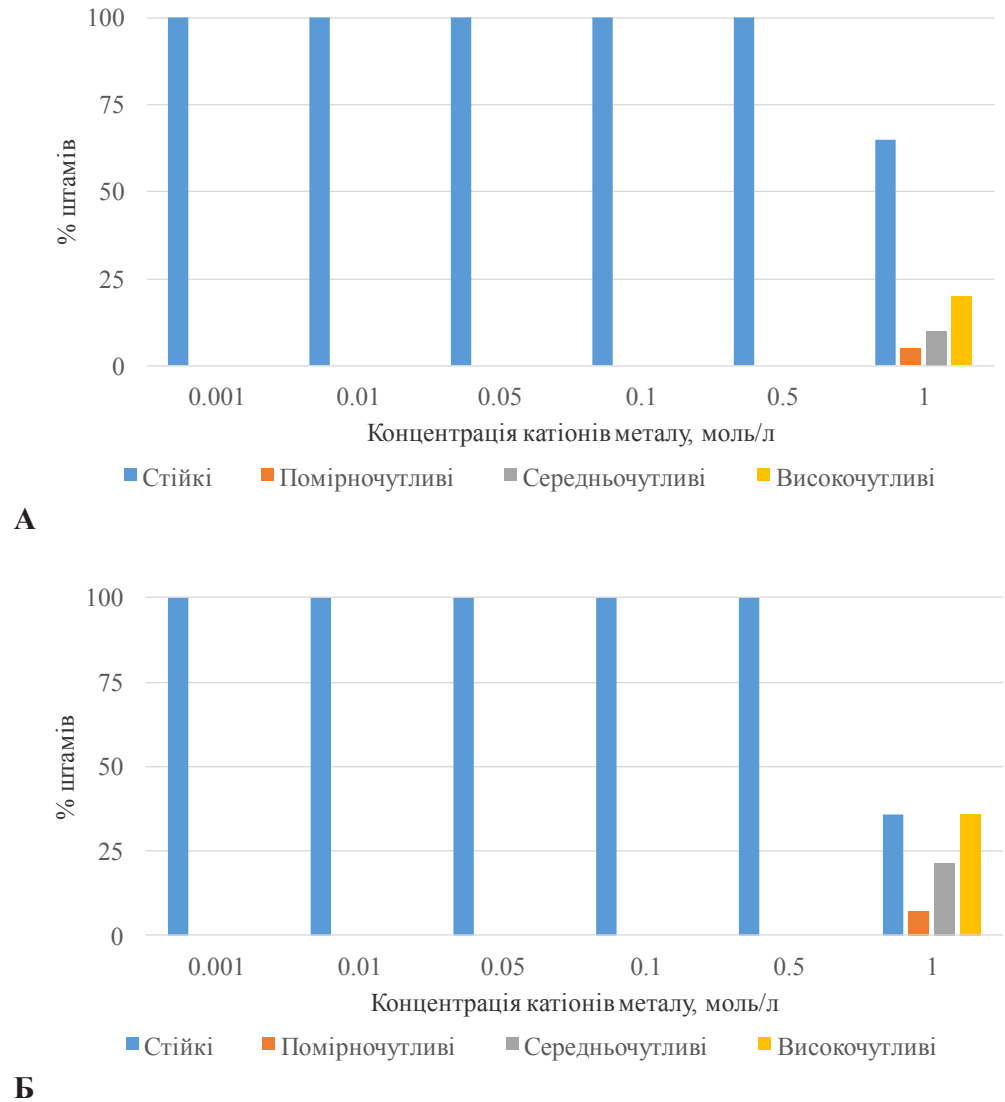 100
75
50
25
0
% штамів
0.001 0.01 0.05 0.1 0.5 1
Концентрація катіонів металу, моль/л
Стійкі Помірночутливі Середньочутливі Високочутливі
А
100
75
50
25
0
% штамів
0.001 0.01 0.05 0.1 0.5 1
Концентрація катіонів металу, моль/л
Стійкі Помірночутливі Середньочутливі Високочутливі
Б